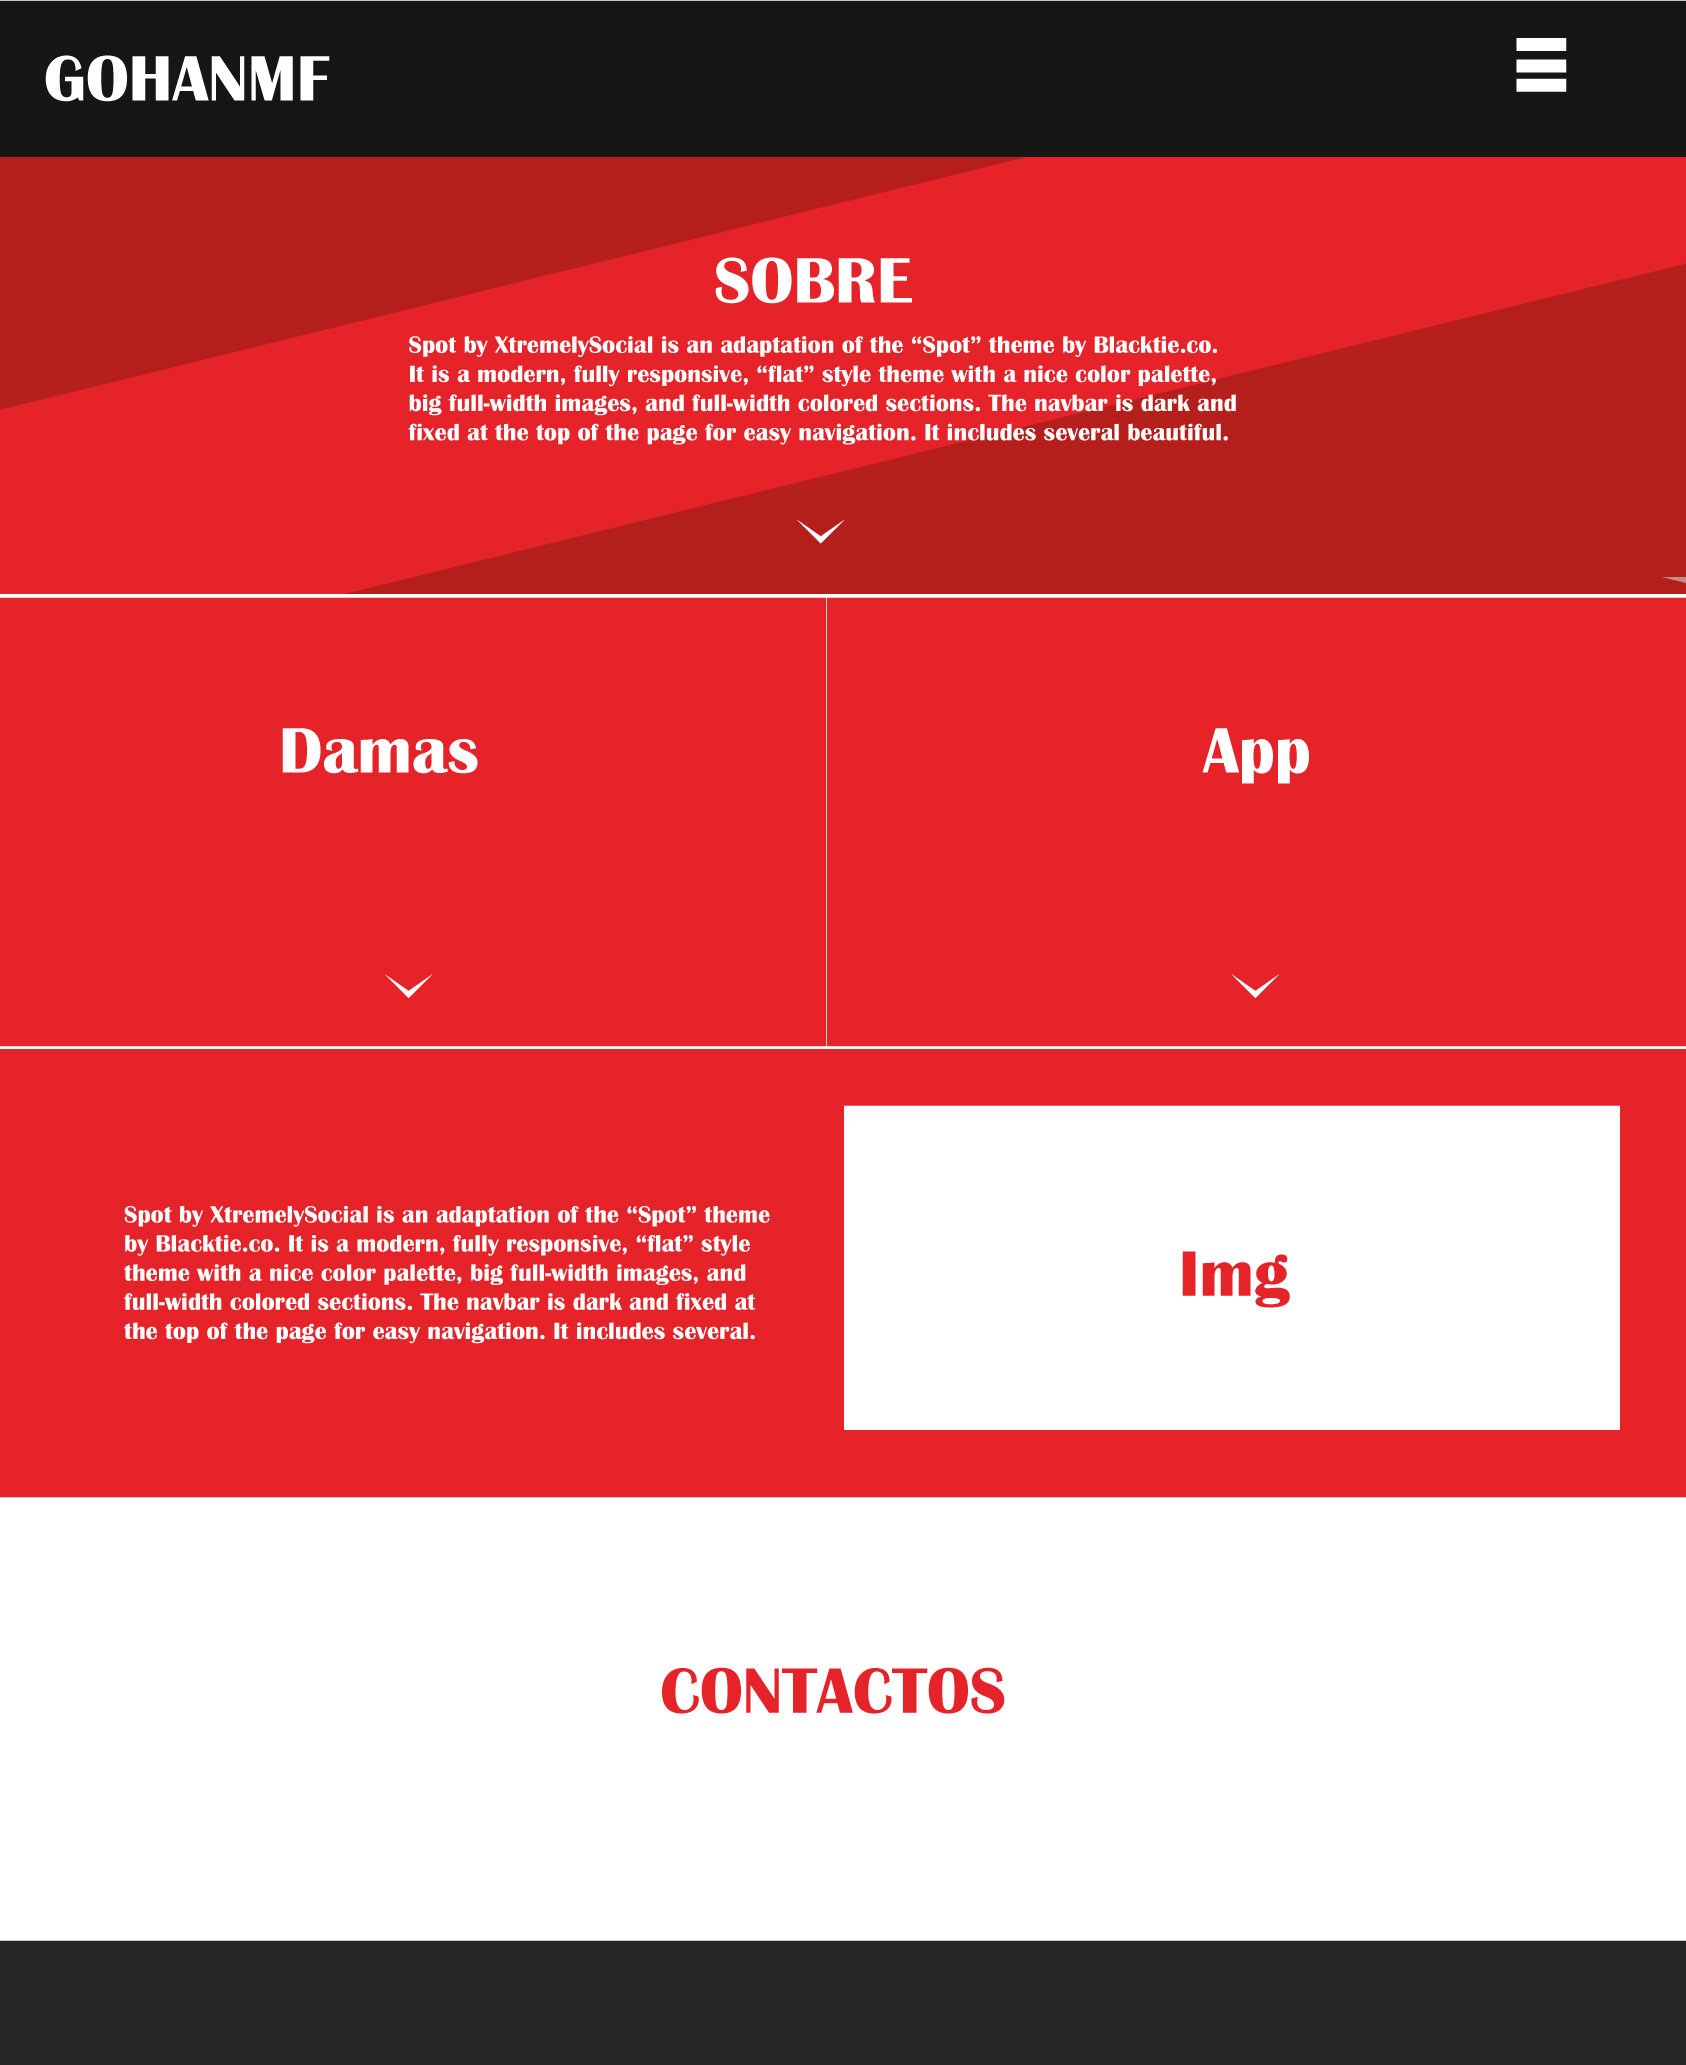 GOHANMF
SOBRE
Spot by XtremelySocial is an adaptation of the “Spot” theme by Blacktie.co.
It is a modern, fully responsive, “flat” style theme with a nice color palette,
big full-width images, and full-width colored sections. The navbar is dark and
fixed at the top of the page for easy navigation. It includes several beautiful.
Damas
App
Spot by XtremelySocial is an adaptation of the “Spot” theme
by Blacktie.co. It is a modern, fully responsive, “flat” style
theme with a nice color palette, big full-width images, and
full-width colored sections. The navbar is dark and fixed at
the top of the page for easy navigation. It includes several.
Img
CONTACTOS